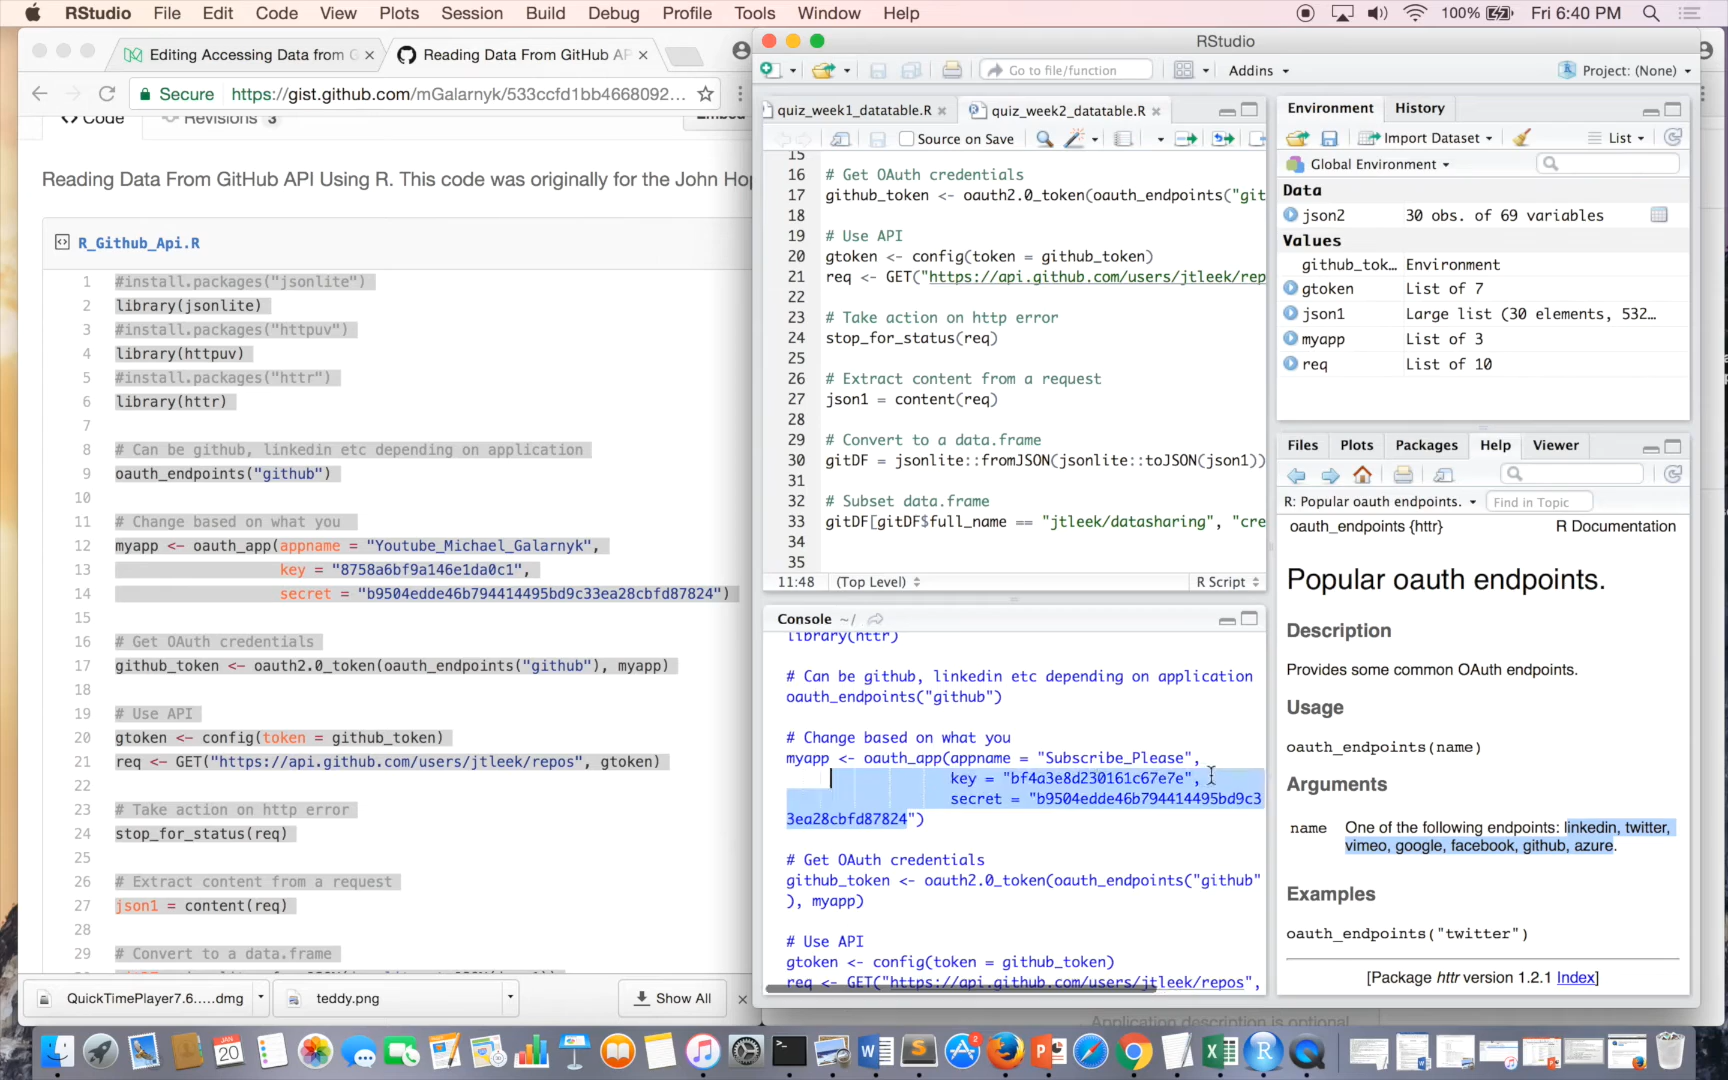 RStudio File Edit Code View Plots Session Build Debug Profile Tools Window Help 100% Fri 6:40 PM
Editing Accessing Data from G
Reading Data From GitHub AP
Secure https://gist.github.com/mGalarnyk/533ccfd1bb4668092...
Code Revisions 3 Embed
Reading Data From GitHub API Using R. This code was originally for the John Hop
R_Github_Api.R
1 #install.packages("jsonlite")
2 library(jsonlite)
3 #install.packages("httpuv")
4 library(httpuv)
5 #install.packages("httr")
6 library(httr)
7
8 # Can be github, linkedin etc depending on application
9 oauth_endpoints("github")
10
11 # Change based on what you
12 myapp <- oauth_app(appname = "Youtube_Michael_Galarnyk",
13 key = "8758a6bf9a146e1da0c1",
14 secret = "b9504edde46b794414495bd9c33ea28cbfd87824")
15
16 # Get OAuth credentials
17 github_token <- oauth2.0_token(oauth_endpoints("github"), myapp)
18
19 # Use API
20 gtoken <- config(token = github_token)
21 req <- GET("https://api.github.com/users/jtleek/repos", gtoken)
22
23 # Take action on http error
24 stop_for_status(req)
25
26 # Extract content from a request
27 json1 = content(req)
28
29 # Convert to a data.frame
QuickTimePlayer7.6.....dmg
teddy.png
Show All
RStudio
Go to file/function
Addins
Project: (None)
quiz_week1_datatable.R
quiz_week2_datatable.R
Source on Save
15
16 # Get OAuth credentials
17 github_token <- oauth2.0_token(oauth_endpoints("git
18
19 # Use API
20 gtoken <- config(token = github_token)
21 req <- GET("https://api.github.com/users/jtleek/rep
22
23 # Take action on http error
24 stop_for_status(req)
25
26 # Extract content from a request
27 json1 = content(req)
28
29 # Convert to a data.frame
30 gitDF = jsonlite::fromJSON(jsonlite::toJSON(json1))
31
32 # Subset data.frame
33 gitDF[gitDF$full_name == "jtleek/datasharing", "cre
34
35
11:48 (Top Level) R Script
Console ~/
library(httr)
# Can be github, linkedin etc depending on application
oauth_endpoints("github")
# Change based on what you
myapp <- oauth_app(appname = "Subscribe_Please",
key = "bf4a3e8d230161c67e7e",
secret = "b9504edde46b794414495bd9c3
3ea28cbfd87824")
# Get OAuth credentials
github_token <- oauth2.0_token(oauth_endpoints("github"
), myapp)
# Use API
gtoken <- config(token = github_token)
req <- GET("https://api.github.com/users/jtleek/repos",
Environment History
Import Dataset List
Global Environment
Data
json2 30 obs. of 69 variables
Values
github_tok... Environment
gtoken List of 7
json1 Large list (30 elements, 532...
myapp List of 3
req List of 10
Files Plots Packages Help Viewer
R: Popular oauth endpoints. Find in Topic
oauth_endpoints {httr} R Documentation
Popular oauth endpoints.
Description
Provides some common OAuth endpoints.
Usage
oauth_endpoints(name)
Arguments
name One of the following endpoints: linkedin, twitter,
vimeo, google, facebook, github, azure.
Examples
oauth_endpoints("twitter")
[Package httr version 1.2.1 Index]
Application description is optional
JAN
20